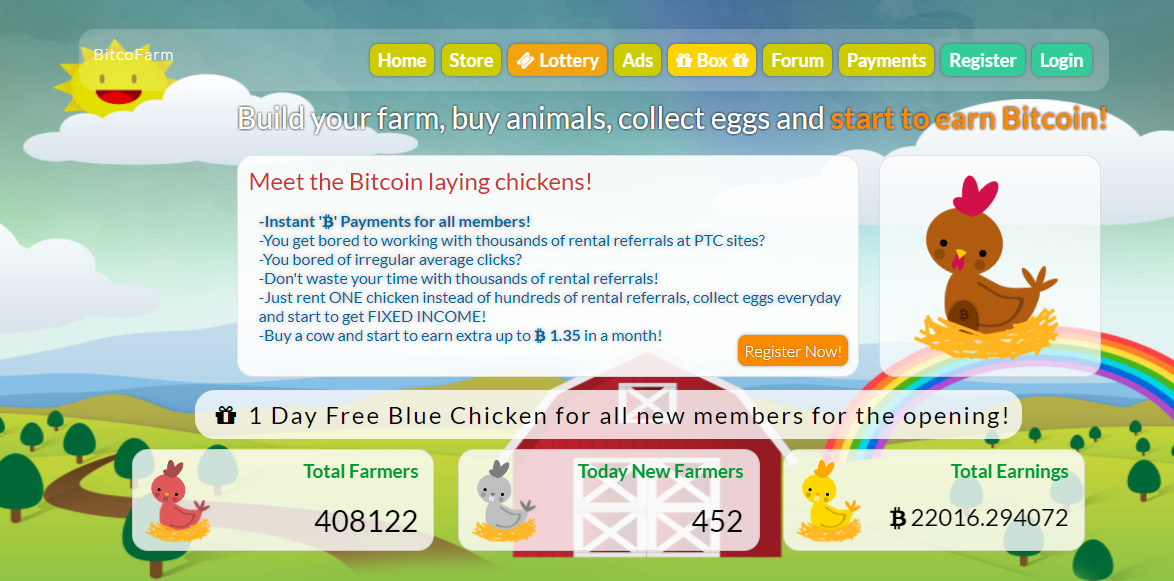 BitcoFarm
Home Store Lottery Ads Box Forum Payments Register Login
Build your farm, buy animals, collect eggs and start to earn Bitcoin!
Meet the Bitcoin laying chickens!
-Instant '₿' Payments for all members!
-You get bored to working with thousands of rental referrals at PTC sites?
-You bored of irregular average clicks?
-Don't waste your time with thousands of rental referrals!
-Just rent ONE chicken instead of hundreds of rental referrals, collect eggs everyday
and start to get FIXED INCOME!
-Buy a cow and start to earn extra up to ₿ 1.35 in a month!
Register Now!
1 Day Free Blue Chicken for all new members for the opening!
Total Farmers
408122
Today New Farmers
452
Total Earnings
₿ 22016.294072